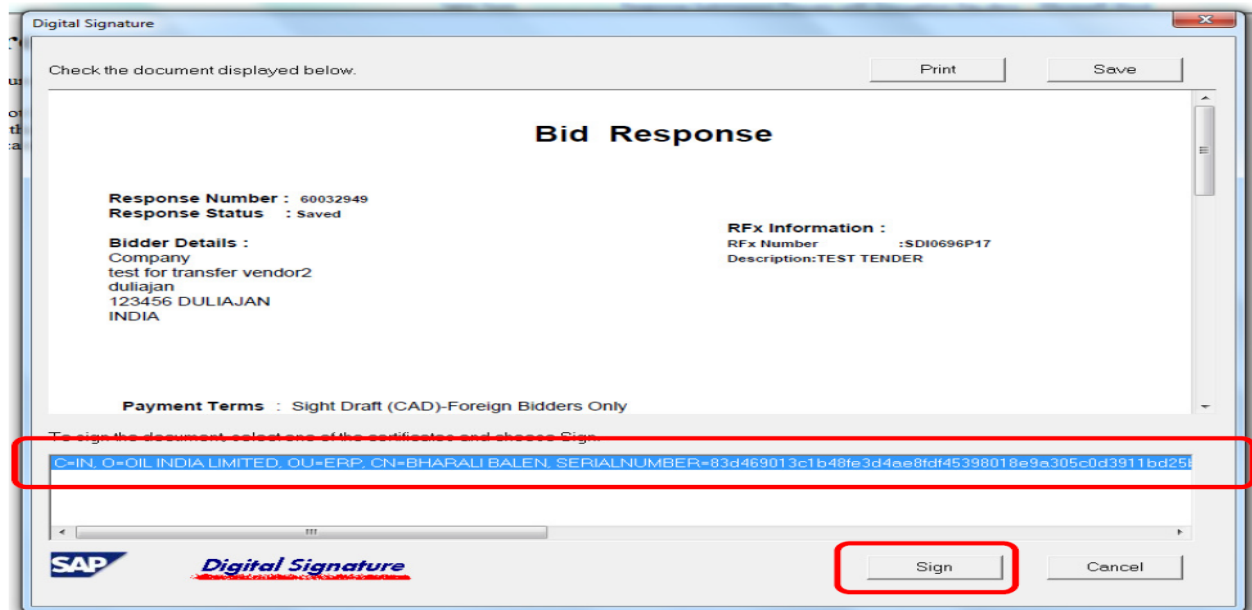 Digital Signature
Check the document displayed below.
Print
Save
Bid Response
Response Number : 60032949
Response Status : Saved
RFx Information :
Bidder Details :
RFx Number :SDI0696P17
Company
Description:TEST TENDER
test for transfer vendor2
duliajan
123456 DULIAJAN
INDIA
Payment Terms : Sight Draft (CAD)-Foreign Bidders Only
To sign the document, select one of the certificates and choose Sign.
C=IN, O=OIL INDIA LIMITED, OU=ERP, CN=BHARALI BALEN, SERIALNUMBER=83d469013c1b48fe3d4ae8fdf45398018e9a305c0d3911bd25
SAP
Digital Signature
Sign
Cancel